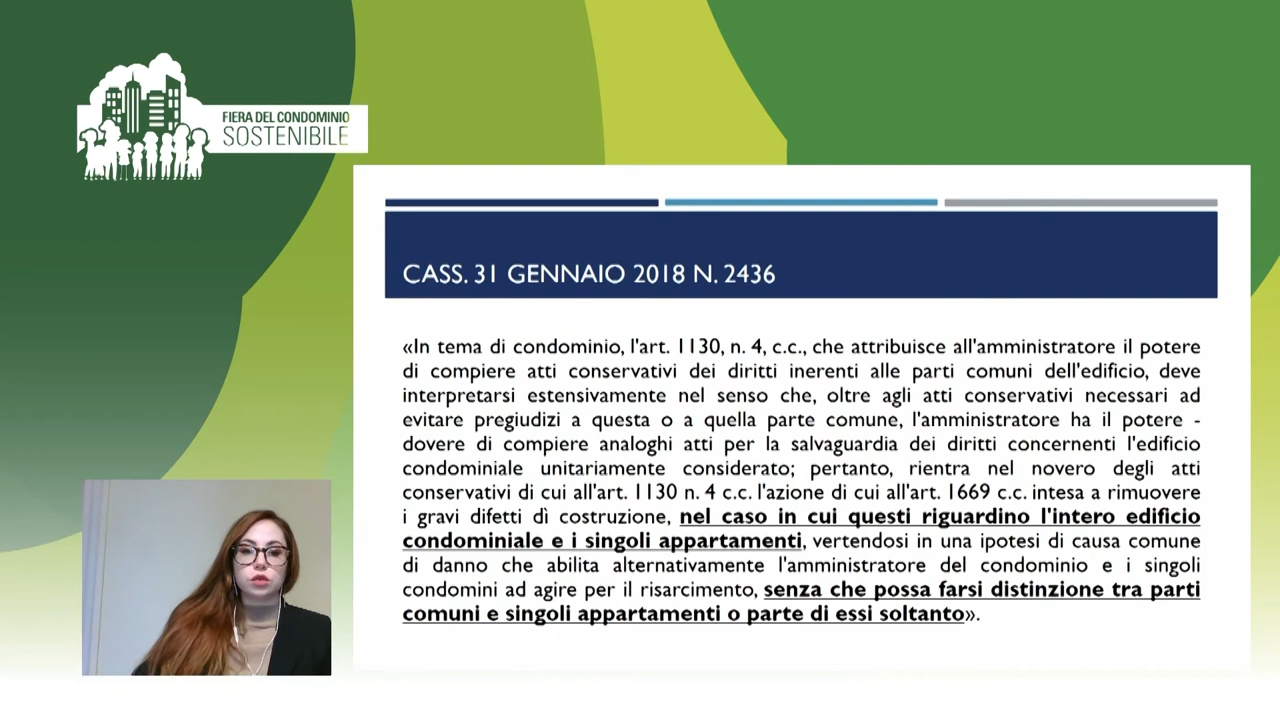 FIERA DEL CONDOMINIO
SOSTENIBILE
CASS. 31 GENNAIO 2018 N. 2436
«In tema di condominio, l'art. 1130, n. 4, c.c., che attribuisce all'amministratore il potere
di compiere atti conservativi dei diritti inerenti alle parti comuni dell'edificio, deve
interpretarsi estensivamente nel senso che, oltre agli atti conservativi necessari ad
evitare pregiudizi a questa o a quella parte comune, l'amministratore ha il potere -
dovere di compiere analoghi atti per la salvaguardia dei diritti concernenti l'edificio
condominiale unitariamente considerato; pertanto, rientra nel novero degli atti
conservativi di cui all'art. 1130 n. 4 c.c. l'azione di cui all'art. 1669 c.c. intesa a rimuovere
i gravi difetti dì costruzione, nel caso in cui questi riguardino l'intero edificio
condominiale e i singoli appartamenti, vertendosi in una ipotesi di causa comune
di danno che abilita alternativamente l'amministratore del condominio e i singoli
condomini ad agire per il risarcimento, senza che possa farsi distinzione tra parti
comuni e singoli appartamenti o parte di essi soltanto».